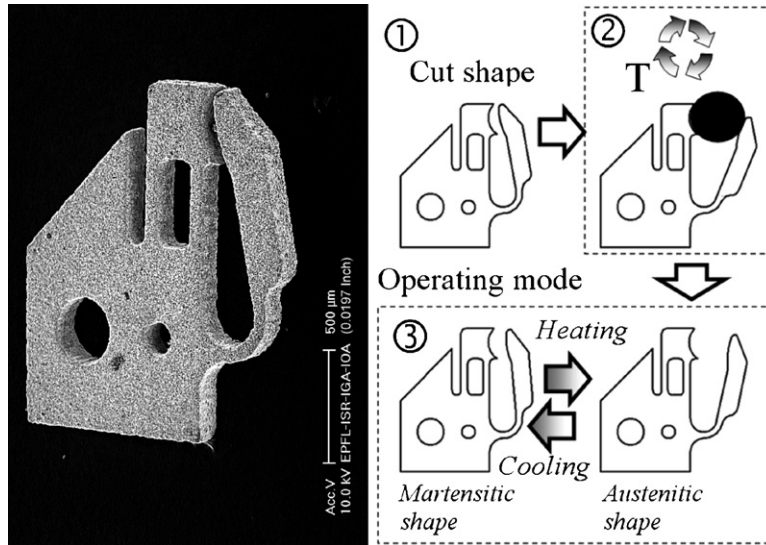 Acc.V 500 µm
10.0 kV EPFL-ISR-IGA-IOA (0.0197 Inch)
①
Cut shape
②
T
Operating mode
③
Heating
Cooling
Martensitic
shape
Austenitic
shape